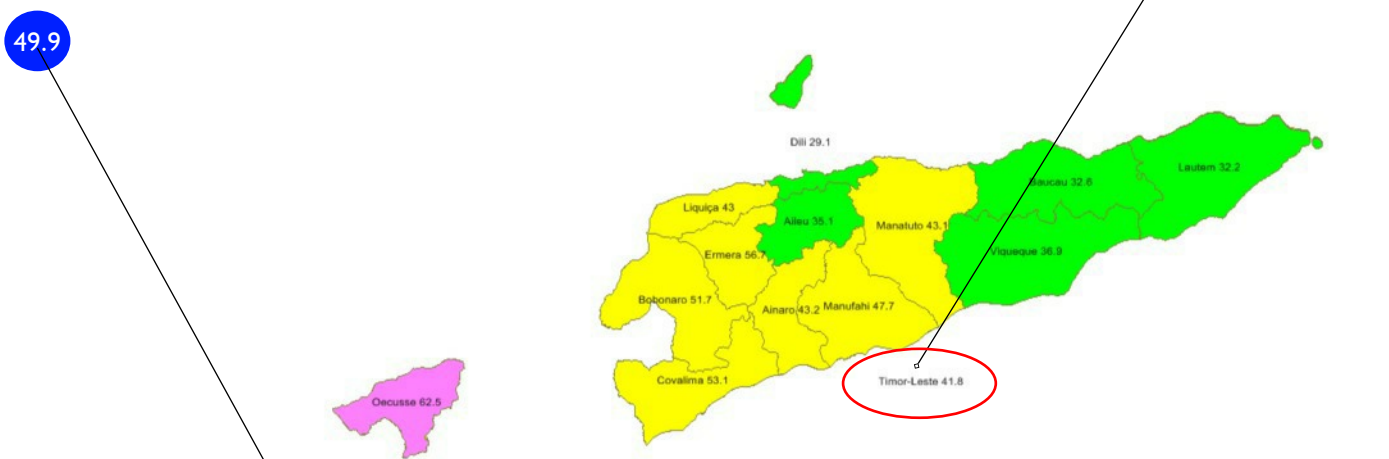 49.9
Dili 29.1
Lautem 32.2
Baucau 32.6
Liquiça 43
Aileu 35.1
Manatuto 43.1
Ermera 56.7
Viqueque 36.9
Bobonaro 51.7
Ainaro 43.2
Manufahi 47.7
Covalima 53.1
Timor-Leste 41.8
Oecusse 62.5